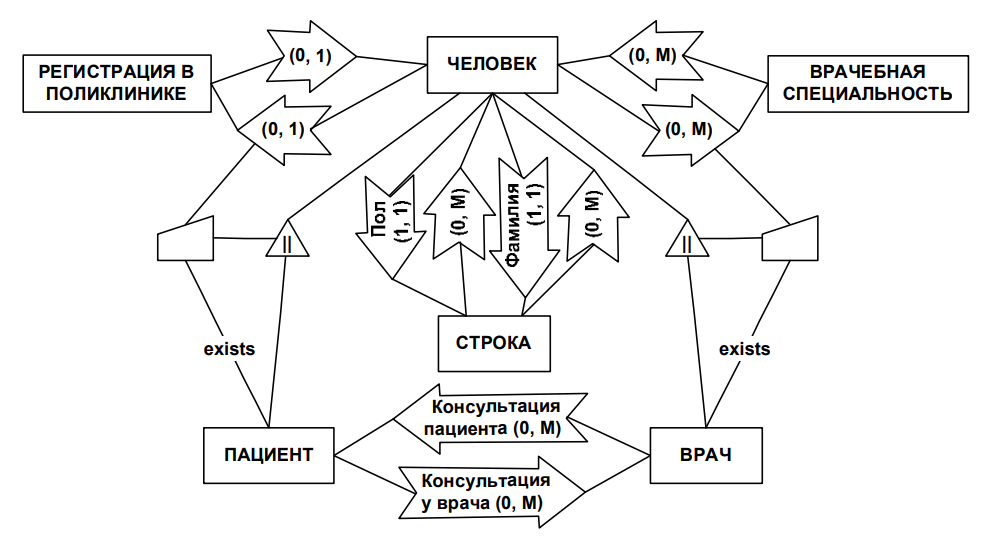 (0, 1)
ЧЕЛОВЕК
(0, M)
РЕГИСТРАЦИЯ В
ПОЛИКЛИНИКЕ
ВРАЧЕБНАЯ
СПЕЦИАЛЬНОСТЬ
(0, 1)
(0, M)
Пол
(1, 1)
(0, M)
Фамилия
(1, 1)
(0, M)
||
||
СТРОКА
exists
exists
Консультация
пациента (0, M)
ПАЦИЕНТ
ВРАЧ
Консультация
у врача (0, M)